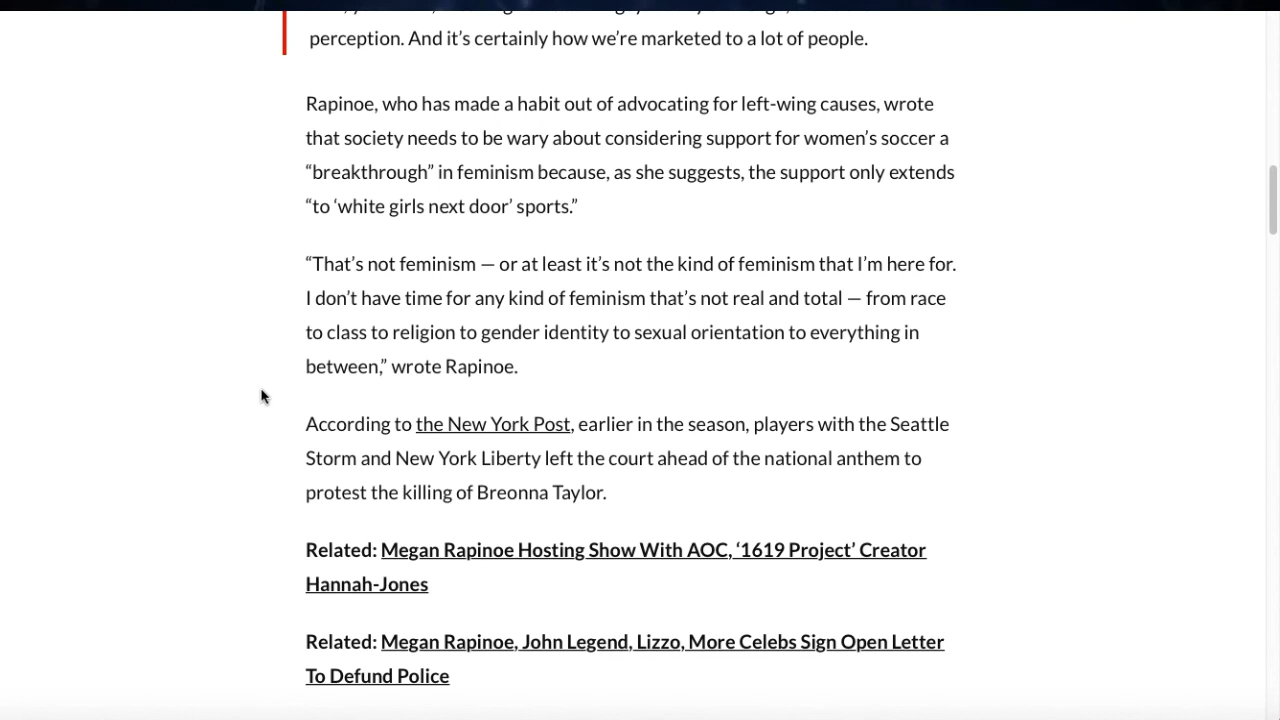 perception. And it’s certainly how we’re marketed to a lot of people.
Rapinoe, who has made a habit out of advocating for left-wing causes, wrote
that society needs to be wary about considering support for women’s soccer a
“breakthrough” in feminism because, as she suggests, the support only extends
“to ‘white girls next door’ sports.”
“That’s not feminism — or at least it’s not the kind of feminism that I’m here for.
I don’t have time for any kind of feminism that’s not real and total — from race
to class to religion to gender identity to sexual orientation to everything in
between,” wrote Rapinoe.
According to the New York Post, earlier in the season, players with the Seattle
Storm and New York Liberty left the court ahead of the national anthem to
protest the killing of Breonna Taylor.
Related: Megan Rapinoe Hosting Show With AOC, ‘1619 Project’ Creator
Hannah-Jones
Related: Megan Rapinoe, John Legend, Lizzo, More Celebs Sign Open Letter
To Defund Police